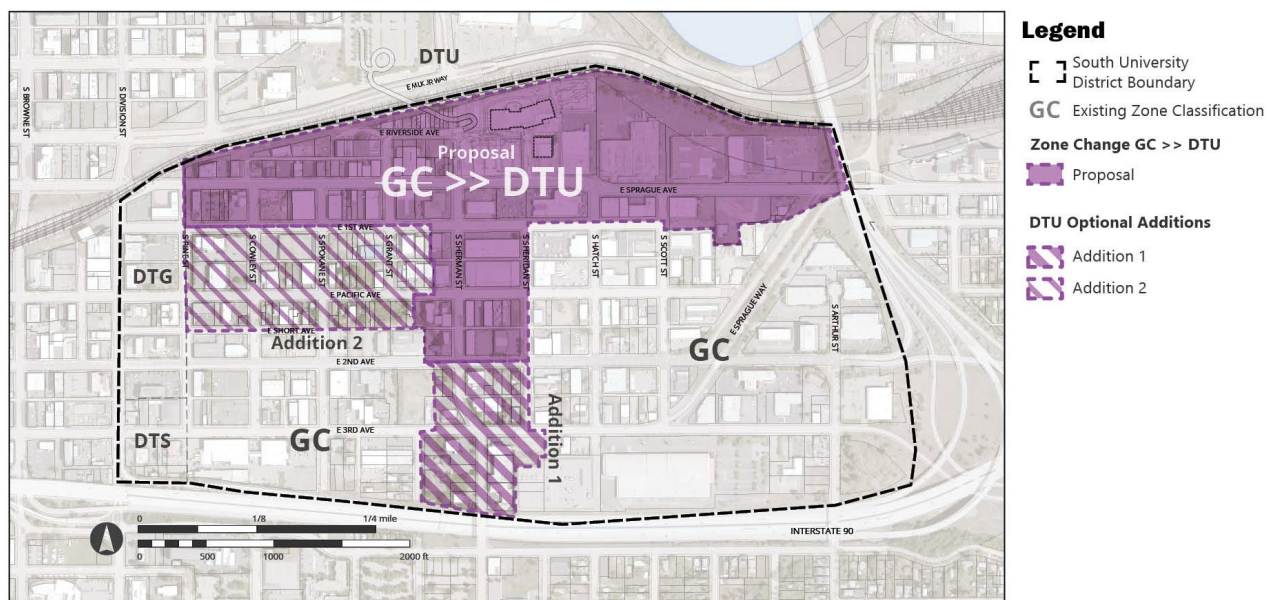 DTU
E MLK JR WAY
S BROWNE ST
S DIVISION ST
E RIVERSIDE AVE
Proposal
GC >> DTU
E SPRAGUE AVE
E 1ST AVE
S PINE ST
S COWLEY ST
S SPOKANE ST
S GRANT ST
S SHERMAN ST
S SHERIDAN ST
S HATCH ST
S SCOTT ST
DTG
E PACIFIC AVE
E SHORT AVE
Addition 2
E SPRAGUE WAY
S ARTHUR ST
GC
E 2ND AVE
Addition 1
DTS
GC
E 3RD AVE
INTERSTATE 90
0 1/8 1/4 mile
0 500 1000 2000 ft
Legend
South University
District Boundary
GC Existing Zone Classification
Zone Change GC >> DTU
Proposal
DTU Optional Additions
Addition 1
Addition 2